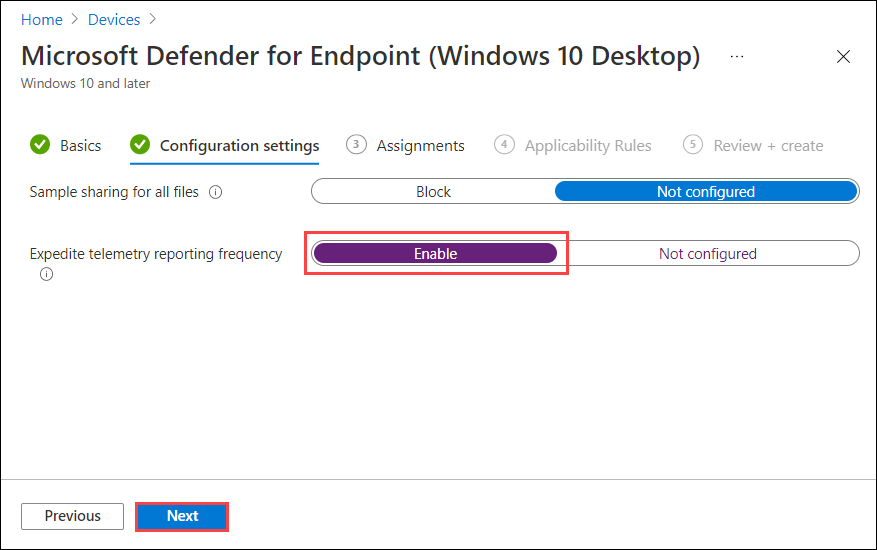 Home > Devices >
Microsoft Defender for Endpoint (Windows 10 Desktop) ...
Windows 10 and later
Basics Configuration settings 3 Assignments 4 Applicability Rules 5 Review + create
Sample sharing for all files Block Not configured
Expedite telemetry reporting frequency Enable Not configured
Previous Next